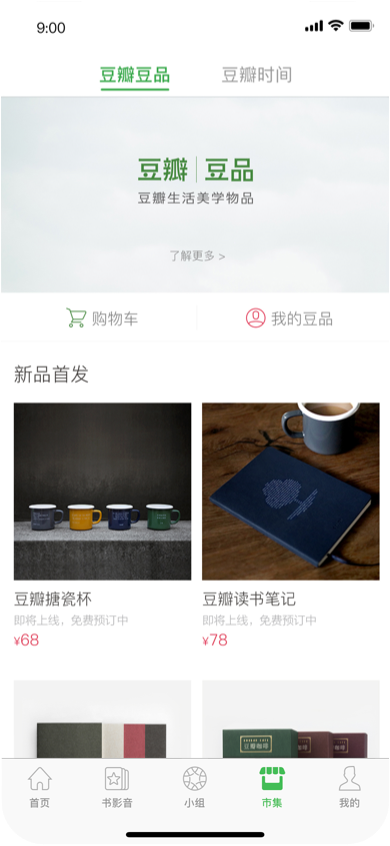 9:00
豆瓣豆品
豆瓣时间
豆瓣 豆品
豆瓣生活美学物品
了解更多 >
购物车
我的豆品
新品首发
豆瓣搪瓷杯
豆瓣读书笔记
即将上线,免费预订中
即将上线,免费预订中
¥68
¥78
豆瓣咖啡
首页
书影音
小组
市集
我的